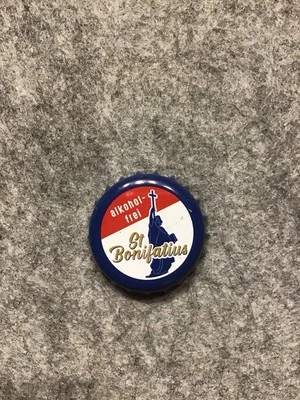 alkohol-
frei
St.
Bonifatius